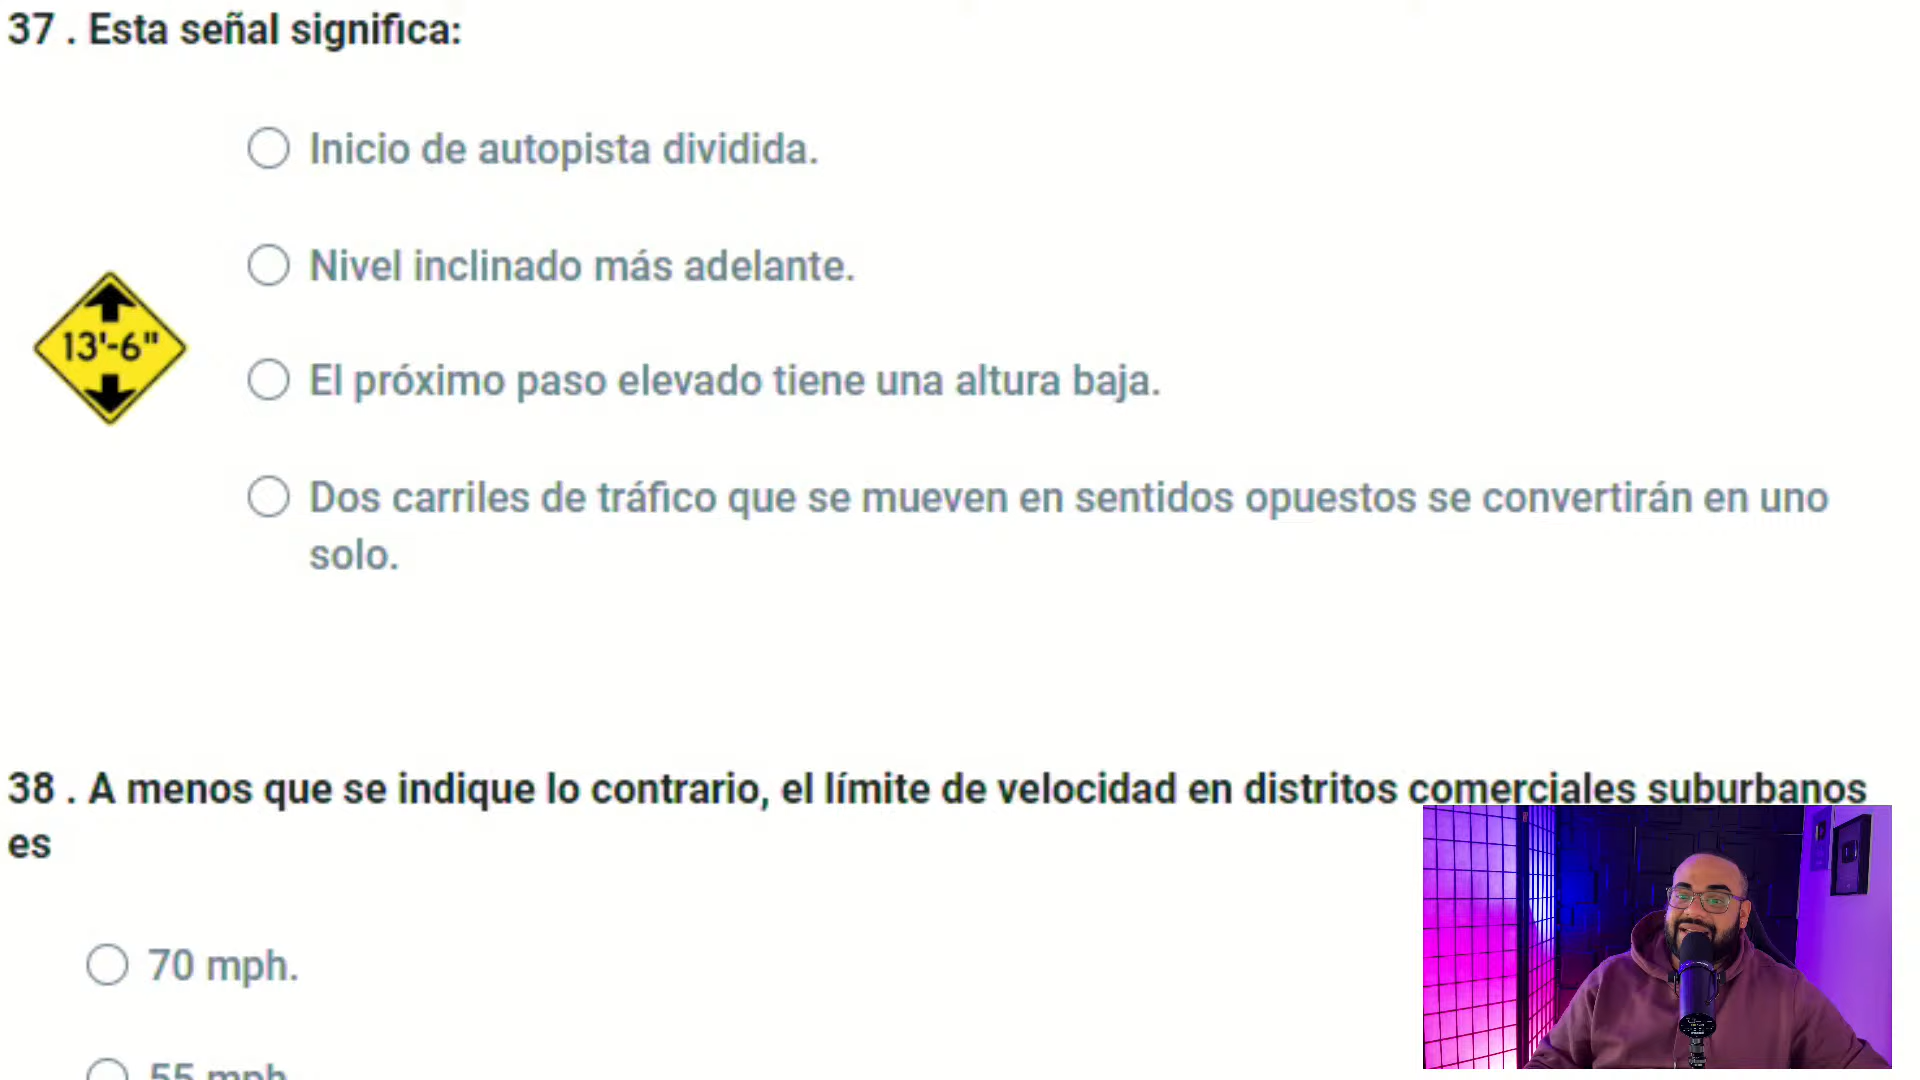 37 . Esta señal significa:
Inicio de autopista dividida.
Nivel inclinado más adelante.
13'-6"
El próximo paso elevado tiene una altura baja.
Dos carriles de tráfico que se mueven en sentidos opuestos se convertirán en uno
solo.
38 . A menos que se indique lo contrario, el límite de velocidad en distritos comerciales suburbanos
es
70 mph.
55 mph.